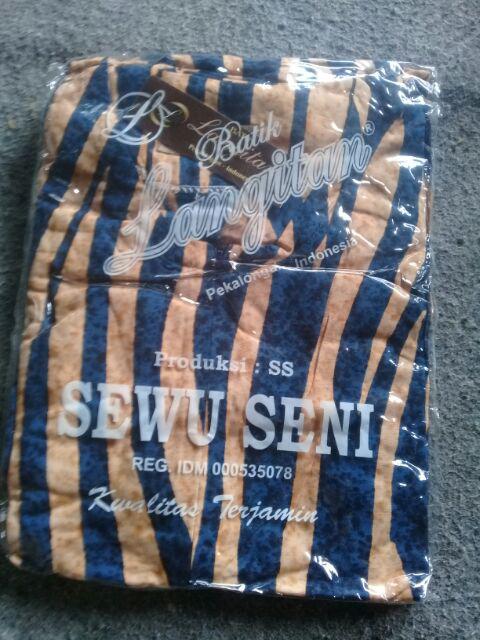 Batik
Langitan®
Pekalongan Indonesia
Produksi : SS
SEWU SENI
REG. IDM 000535078
Kwalitas Terjamin